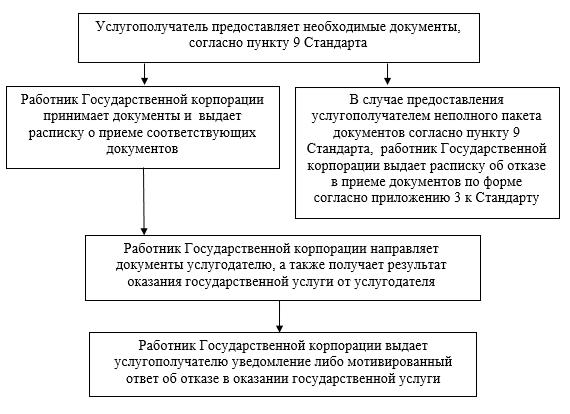 Услугополучатель предоставляет необходимые документы,
согласно пункту 9 Стандарта
Работник Государственной корпорации
принимает документы и выдает
расписку о приеме соответствующих
документов
В случае предоставления
услугополучателем неполного пакета
документов согласно пункту 9
Стандарта, работник Государственной
корпорации выдает расписку об отказе
в приеме документов по форме
согласно приложению 3 к Стандарту
Работник Государственной корпорации направляет
документы услугодателю, а также получает результат
оказания государственной услуги от услугодателя
Работник Государственной корпорации выдает
услугополучателю уведомление либо мотивированный
ответ об отказе в оказании государственной услуги